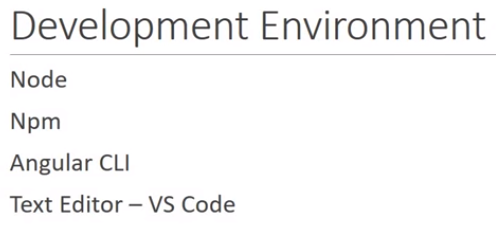 Development Environment
Node
Npm
Angular CLI
Text Editor – VS Code